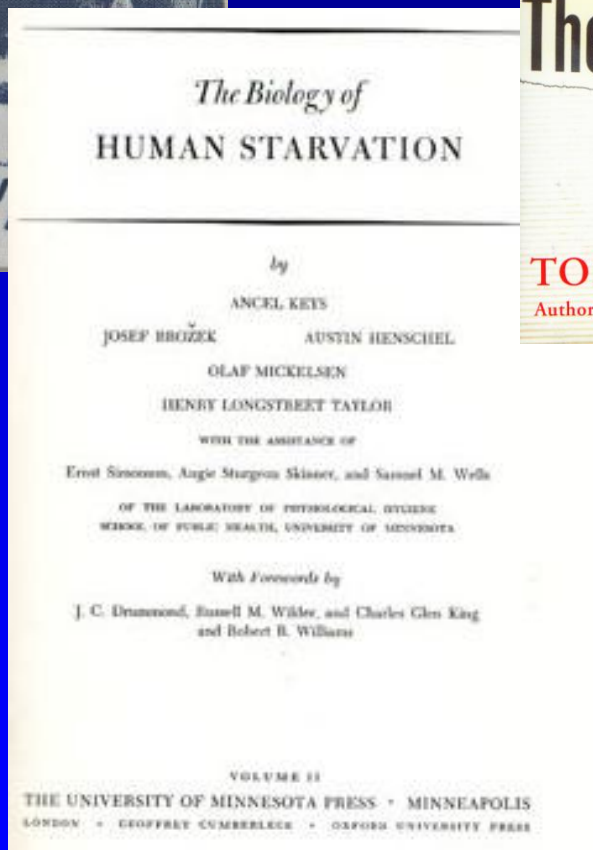 The Biology of
HUMAN STARVATION
by
ANCEL KEYS
JOSEF BROŽEK AUSTIN HENSCHEL
OLAF MICKELSEN
HENRY LONGSTREET TAYLOR
WITH THE ASSISTANCE OF
Ernst Simonson, Angie Sturgeon Skinner, and Samuel M. Wells
OF THE LABORATORY OF PHYSIOLOGICAL HYGIENE
SCHOOL OF PUBLIC HEALTH, UNIVERSITY OF MINNESOTA
With Forewords by
J. C. Drummond, Russell M. Wilder, and Charles Glen King
and Robert R. Williams
VOLUME II
THE UNIVERSITY OF MINNESOTA PRESS · MINNEAPOLIS
LONDON · GEOFFREY CUMBERLEGE · OXFORD UNIVERSITY PRESS
The
TO
Author